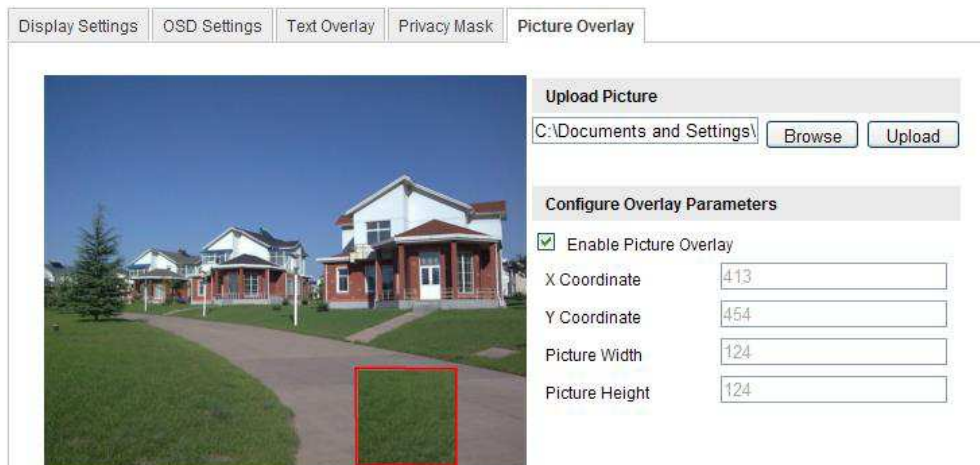 Display Settings
OSD Settings
Text Overlay
Privacy Mask
Picture Overlay
Upload Picture
C:\Documents and Settings\
Browse
Upload
Configure Overlay Parameters
Enable Picture Overlay
X Coordinate
413
Y Coordinate
454
Picture Width
124
Picture Height
124